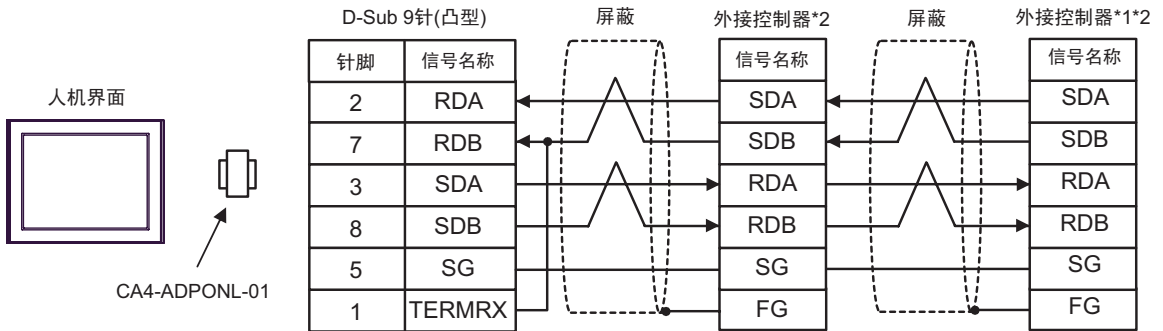 D-Sub 9针(凸型) 屏蔽 外接控制器*2 屏蔽 外接控制器*1*2
针脚 信号名称 信号名称 信号名称
人机界面
2 RDA SDA SDA
7 RDB SDB SDB
3 SDA RDA RDA
8 SDB RDB RDB
5 SG SG SG
1 TERMRX FG FG
CA4-ADPONL-01